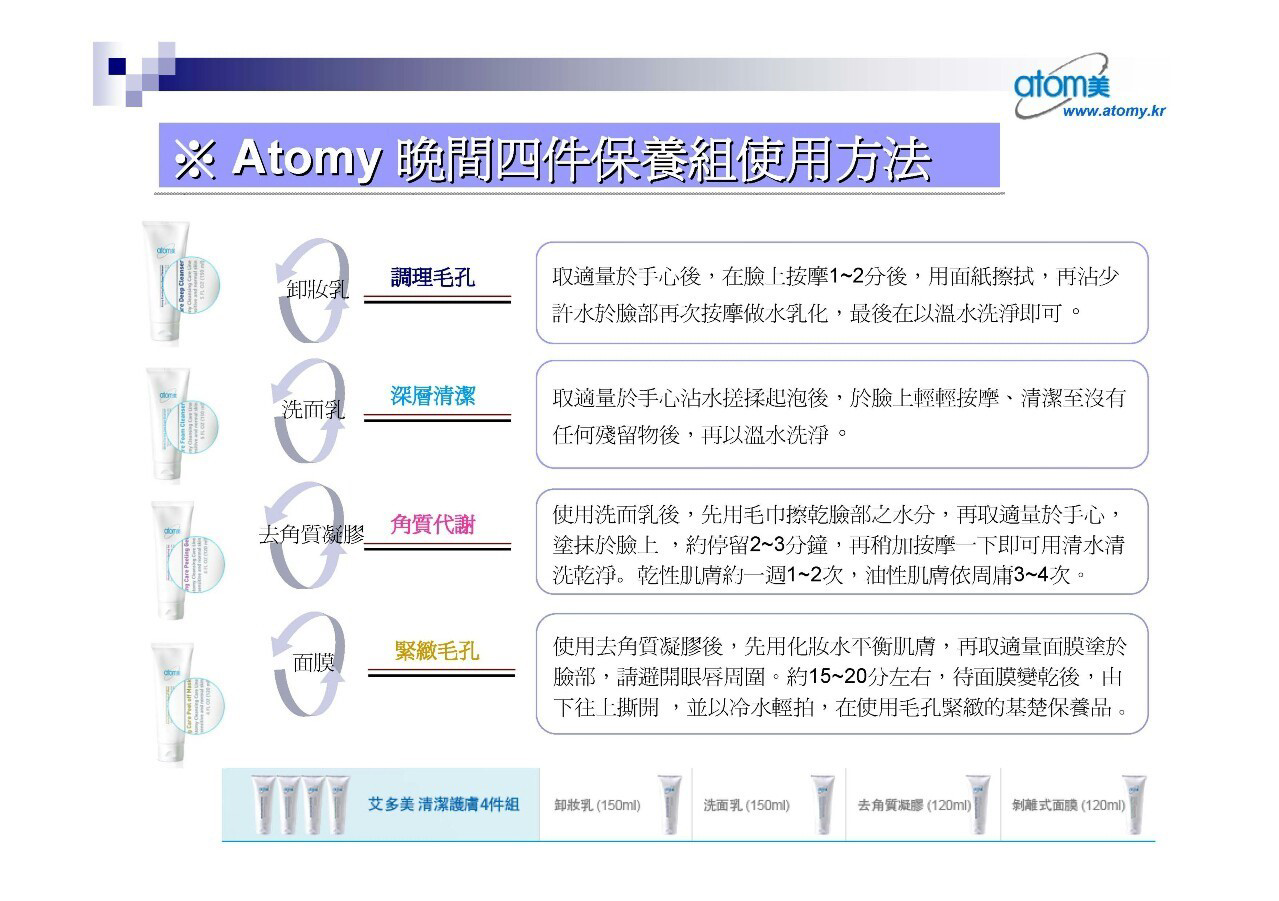 atom美
www.atomy.kr
※ Atomy 晚間四件保養組使用方法
卸妝乳
調理毛孔
取適量於手心後，在臉上按摩1~2分後，用面紙擦拭，再沾少
許水於臉部再次按摩做水乳化，最後在以溫水洗淨即可。
洗面乳
深層清潔
取適量於手心沾水搓揉起泡後，於臉上輕輕按摩、清潔至沒有
任何殘留物後，再以溫水洗淨。
去角質凝膠
角質代謝
使用洗面乳後，先用毛巾擦乾臉部之水分，再取適量於手心，
塗抹於臉上，約停留2~3分鐘，再稍加按摩一下即可用清水清
洗乾淨. 乾性肌膚約一週1~2次，油性肌膚依周庸3~4次。
面膜
緊緻毛孔
使用去角質凝膠後，先用化妝水平衡肌膚，再取適量面膜塗於
臉部，請避開眼唇周圍。約15~20分左右，待面膜變乾後，由
下往上撕開 ，並以冷水輕拍，在使用毛孔緊緻的基楚保養品。
艾多美 清潔護膚4件組
卸妝乳 (150ml)
洗面乳 (150ml)
去角質凝膠 (120ml)
剝離式面膜 (120ml)